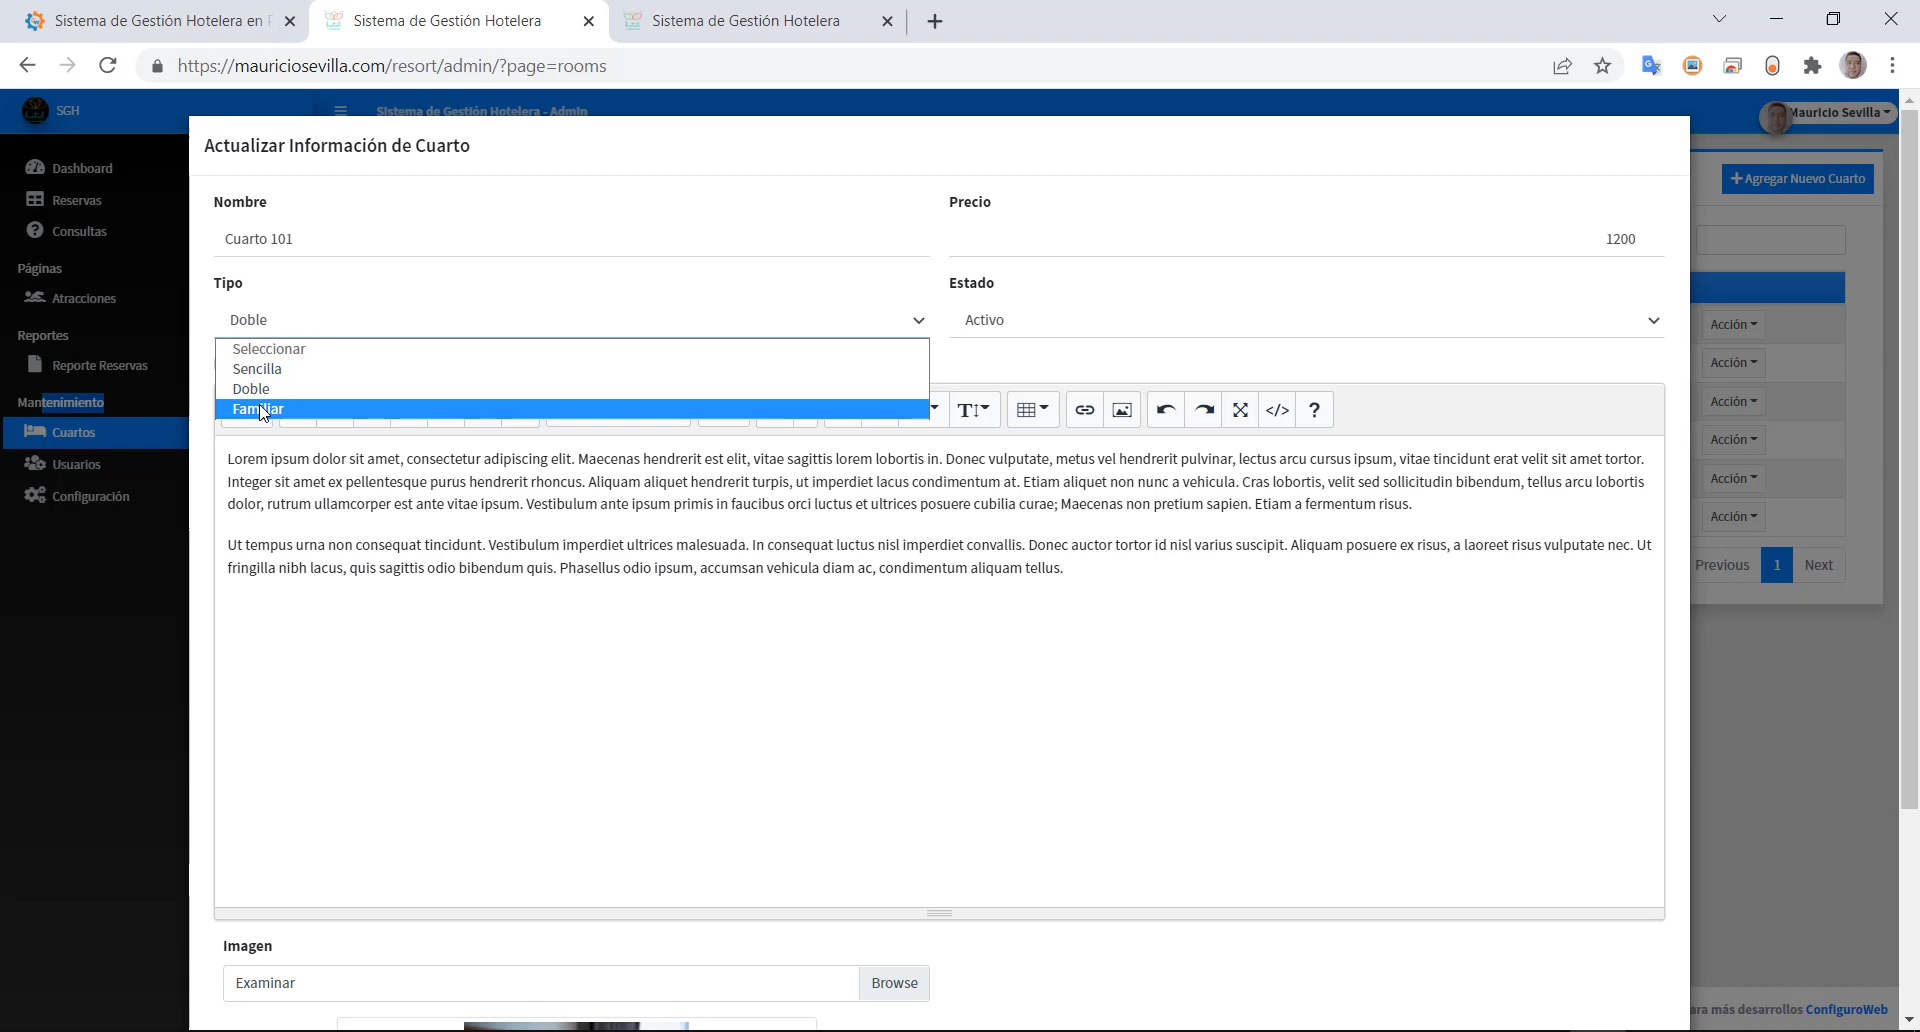 Sistema de Gestión Hotelera en
Sistema de Gestión Hotelera
Sistema de Gestión Hotelera
https://mauriciosevilla.com/resort/admin/?page=rooms
SGH
Sistema de Gestión Hotelera - Admin
Mauricio Sevilla
Actualizar Información de Cuarto
Dashboard
Reservas
Consultas
Páginas
Atracciones
Reportes
Reporte Reservas
Mantenimiento
Cuartos
Usuarios
Configuración
Agregar Nuevo Cuarto
Nombre
Precio
Cuarto 101
1200
Tipo
Estado
Doble
Activo
Seleccionar
Sencilla
Doble
Familiar
Acción
Acción
Acción
Acción
Acción
Acción
Previous 1 Next
Lorem ipsum dolor sit amet, consectetur adipiscing elit. Maecenas hendrerit est elit, vitae sagittis lorem lobortis in. Donec vulputate, metus vel hendrerit pulvinar, lectus arcu cursus ipsum, vitae tincidunt erat velit sit amet tortor.
Integer sit amet ex pellentesque purus hendrerit rhoncus. Aliquam aliquet hendrerit turpis, ut imperdiet lacus condimentum at. Etiam aliquet non nunc a vehicula. Cras lobortis, velit sed sollicitudin bibendum, tellus arcu lobortis
dolor, rutrum ullamcorper est ante vitae ipsum. Vestibulum ante ipsum primis in faucibus orci luctus et ultrices posuere cubilia curae; Maecenas non pretium sapien. Etiam a fermentum risus.
Ut tempus urna non consequat tincidunt. Vestibulum imperdiet ultrices malesuada. In consequat luctus nisl imperdiet convallis. Donec auctor tortor id nisl varius suscipit. Aliquam posuere ex risus, a laoreet risus vulputate nec. Ut
fringilla nibh lacus, quis sagittis odio bibendum quis. Phasellus odio ipsum, accumsan vehicula diam ac, condimentum aliquam tellus.
Imagen
Examinar
Browse
más desarrollos ConfiguroWeb